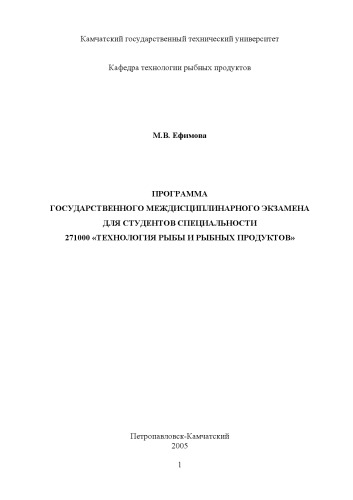 Камчатский государственный технический университет
Кафедра технологии рыбных продуктов
М.В. Ефимова
ПРОГРАММА
ГОСУДАРСТВЕННОГО МЕЖДИСЦИПЛИНАРНОГО ЭКЗАМЕНА
ДЛЯ СТУДЕНТОВ СПЕЦИАЛЬНОСТИ
271000 «ТЕХНОЛОГИЯ РЫБЫ И РЫБНЫХ ПРОДУКТОВ»
Петропавловск-Камчатский
2005
1